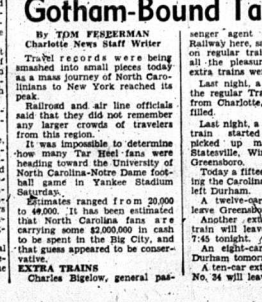 Gotham-Bound Ta
By TOM FESPERMAN
Charlotte News Staff Writer
Travel records were being
smashed into small pieces today
as a mass journey of North Caro-
linians to New York reached its
peak.
Railroad and air line officials
said that they did not remember
any larger crowds of travelers
from this region.
It was impossible to determine
how many Tar Heel fans were
heading toward the University of
North Carolina-Notre Dame foot-
ball game in Yankee Stadium
Saturday.
Estimates ranged from 20,000
to 40,000. It has been estimated
that North Carolina fans are
carrying some $2,000,000 in cash
to be spent in the Big City, and
that guess appeared to be conser-
vative.
EXTRA TRAINS
Charles Bigelow, general pas-
senger agent
Railway here, sa
on regular trai
all the pleasur
extra trains wer
Last night, a
the regular tra
from Charlotte,
filled.
Last night, a
train started
picked up m
Statesville, Win
Greensboro.
Today a fiftee
ing the Carolina
left Durham.
A twelve-ca
leave Greensbo
Another ext
train will leave
7:45 tonight.
An eight-car
Durham tomorr
A ten-car ext
No. 34 will lea